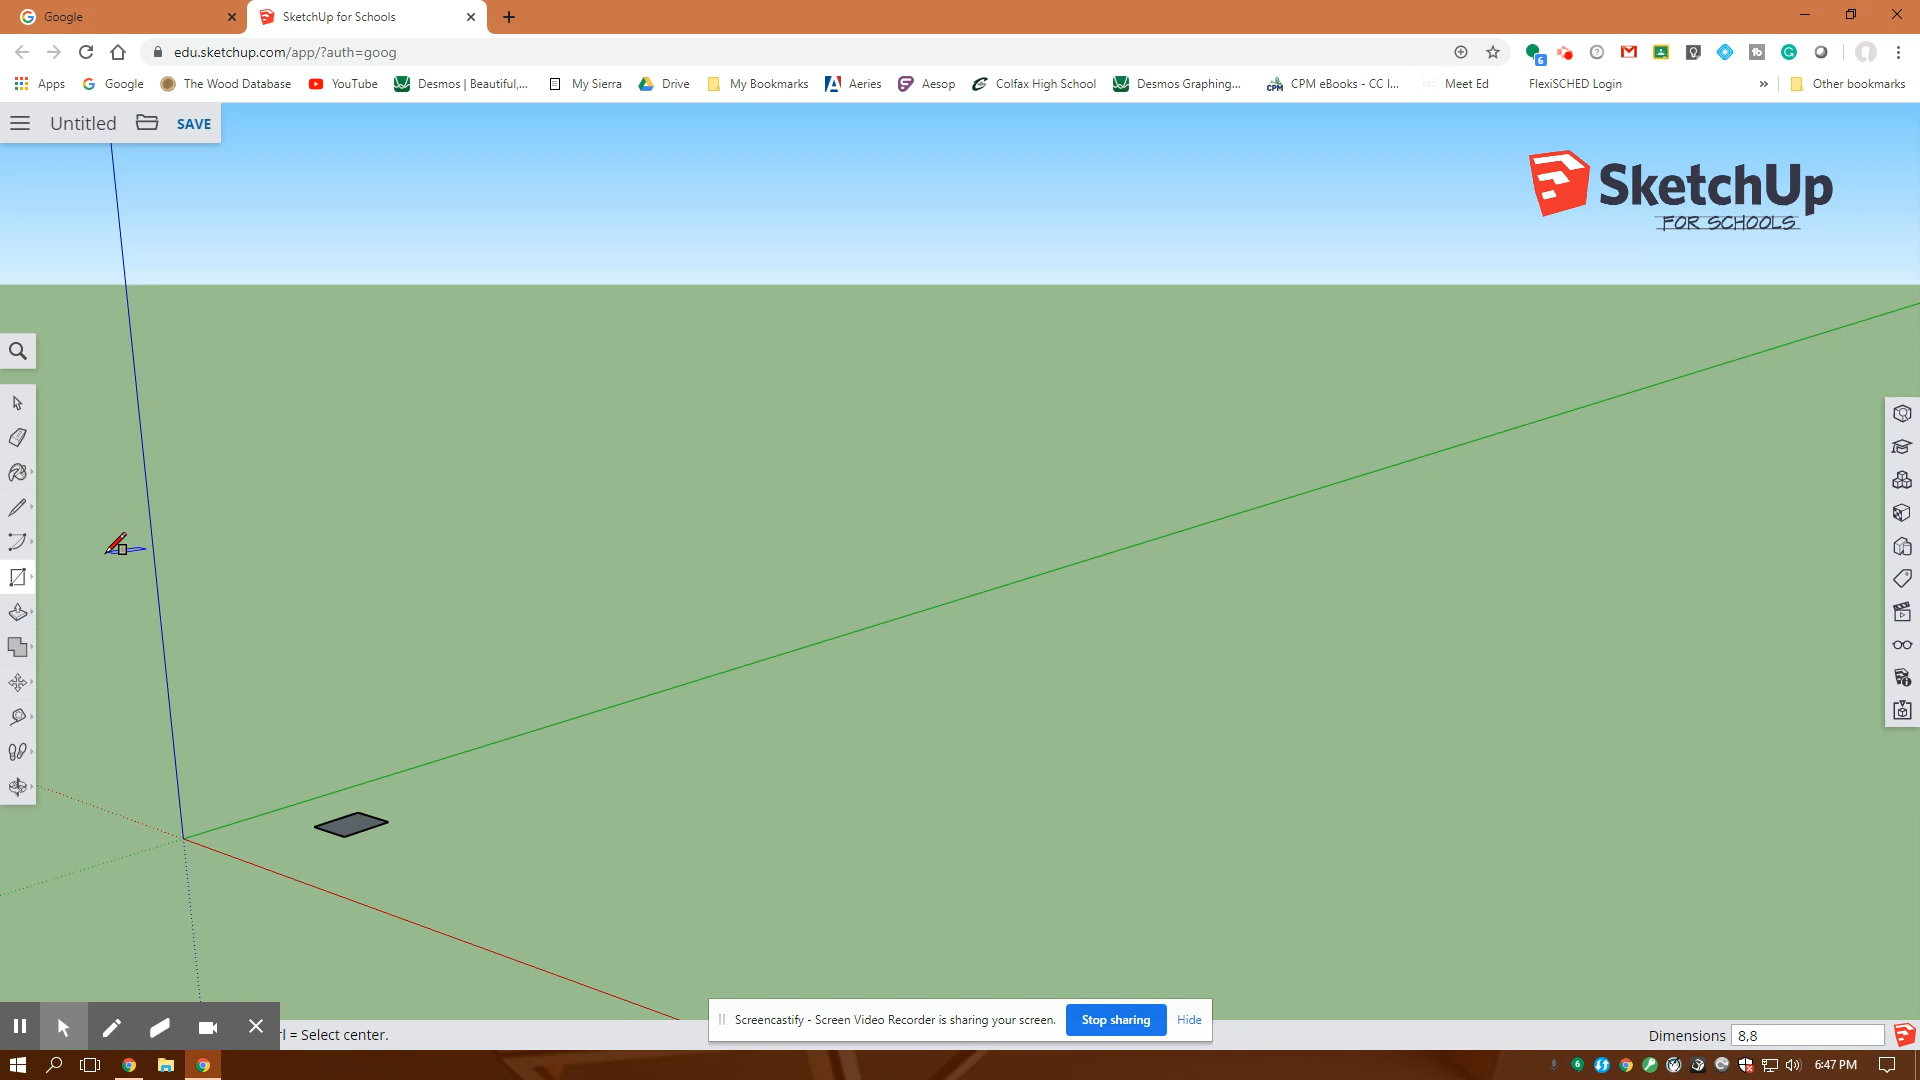 Google
SketchUp for Schools
edu.sketchup.com/app/?auth=goog
6
Apps
Google
The Wood Database
YouTube
Desmos | Beautiful,...
My Sierra
Drive
My Bookmarks
Aeries
Aesop
Colfax High School
Desmos Graphing...
CPM
CPM eBooks - CC I...
Meet Ed
FlexiSCHED Login
»
Other bookmarks
Untitled
SAVE
SketchUp
FOR SCHOOLS
Screencastify - Screen Video Recorder is sharing your screen.
Stop sharing
Hide
rl = Select center.
Dimensions
8,8
6:47 PM